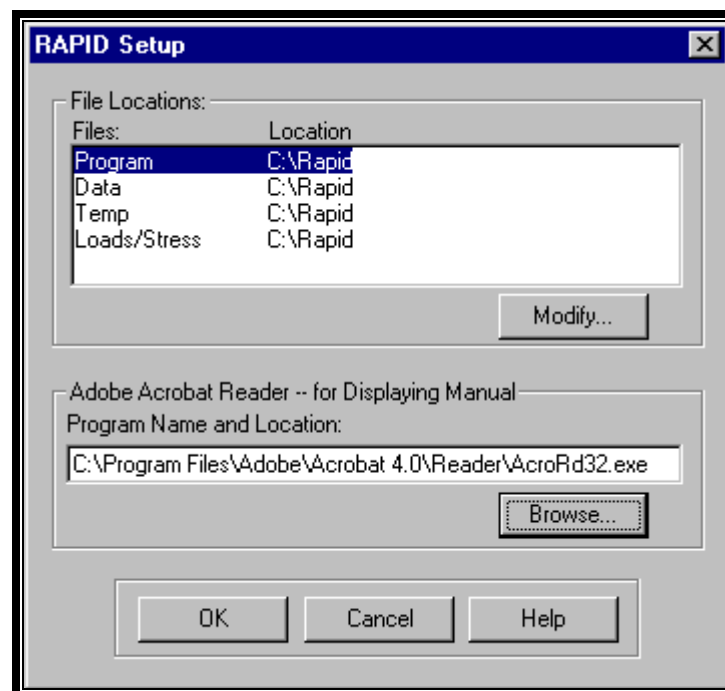 RAPID Setup
File Locations:
Files: Location
Program C:\Rapid
Data C:\Rapid
Temp C:\Rapid
Loads/Stress C:\Rapid
Modify...
Adobe Acrobat Reader -- for Displaying Manual
Program Name and Location:
C:\Program Files\Adobe\Acrobat 4.0\Reader\AcroRd32.exe
Browse...
OK Cancel Help